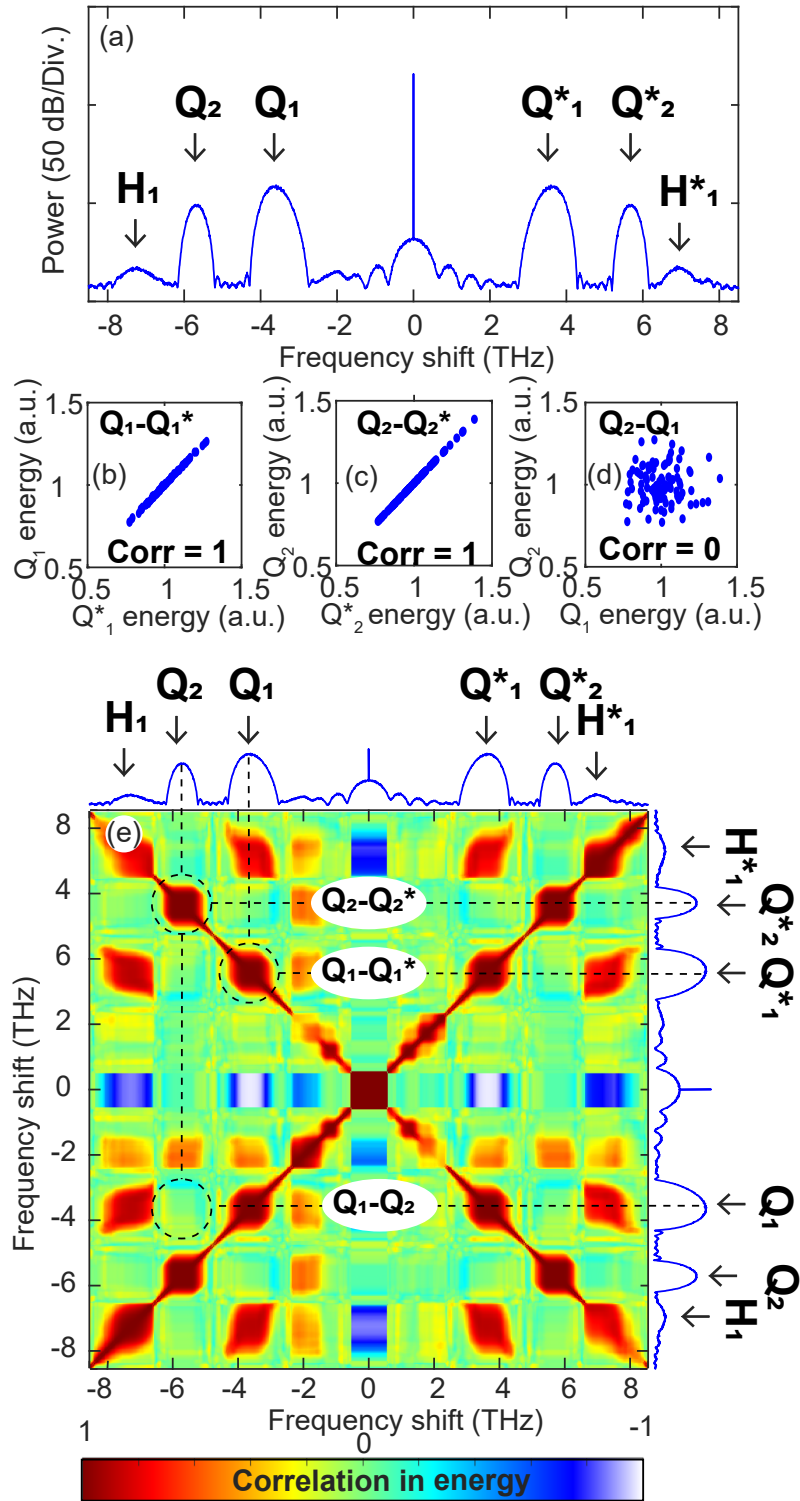 (a)
Power (50 dB/Div.)
H₁
Q₂
Q₁
Q*₁
Q*₂
H*₁
-8 -6 -4 -2 0 2 4 6 8
Frequency shift (THz)
Q₁ energy (a.u.)
1.5
1
0.5
Q₁-Q₁*
(b)
Corr = 1
0.5 1 1.5
Q*₁ energy (a.u.)
Q₂ energy (a.u.)
1.5
1
0.5
Q₂-Q₂*
(c)
Corr = 1
0.5 1 1.5
Q*₂ energy (a.u.)
Q₂ energy (a.u.)
1.5
1
0.5
Q₂-Q₁
(d)
Corr = 0
0.5 1 1.5
Q₁ energy (a.u.)
H₁
Q₂
Q₁
Q*₁
Q*₂
H*₁
(e)
Frequency shift (THz)
8
4
6
2
0
-2
-4
-6
-8
Q₂-Q₂*
Q₁-Q₁*
Q₁-Q₂
H*₁
Q*₂
Q*₁
Q₁
Q₂
H₁
-8 -6 -4 -2 0 2 4 6 8
Frequency shift (THz)
1 0 -1
Correlation in energy